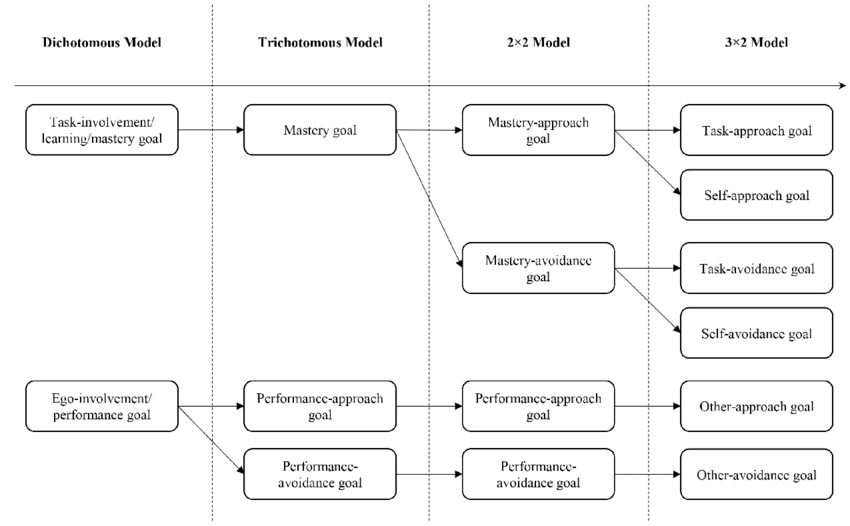 Dichotomous Model
Trichotomous Model
2×2 Model
3×2 Model
Task-involvement/
learning/mastery goal
Mastery goal
Mastery-approach
goal
Task-approach goal
Self-approach goal
Mastery-avoidance
goal
Task-avoidance goal
Self-avoidance goal
Ego-involvement/
performance goal
Performance-approach
goal
Performance-approach
goal
Other-approach goal
Performance-
avoidance goal
Performance-
avoidance goal
Other-avoidance goal